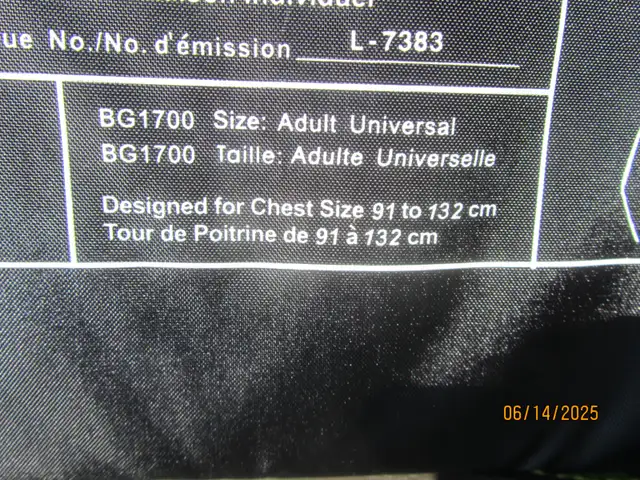 ue No./No. d'émission L-7383
BG1700 Size: Adult Universal
BG1700 Taille: Adulte Universelle
Designed for Chest Size 91 to 132 cm
Tour de Poitrine de 91 à 132 cm
06/14/2025